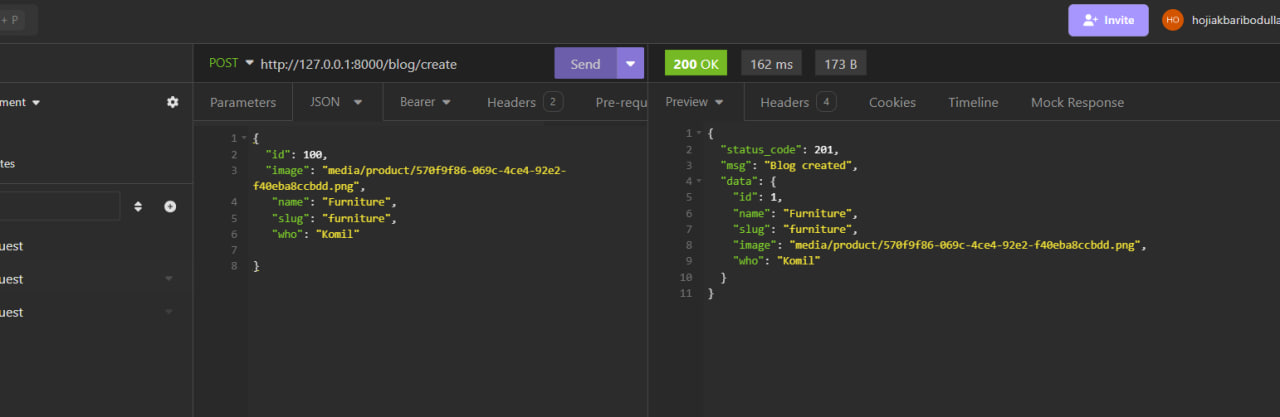 + P
Invite
HO
hojiakbaribodulla
POST http://127.0.0.1:8000/blog/create Send
200 OK 162 ms 173 B
ment
Parameters JSON Bearer Headers 2 Pre-requ
Preview Headers 4 Cookies Timeline Mock Response
tes
uest
uest
uest
1 {
2 "id": 100,
3 "image": "media/product/570f9f86-069c-4ce4-92e2-
f40eba8ccbdd.png",
4 "name": "Furniture",
5 "slug": "furniture",
6 "who": "Komil"
7
8 }
1 {
2 "status_code": 201,
3 "msg": "Blog created",
4 "data": {
5 "id": 1,
6 "name": "Furniture",
7 "slug": "furniture",
8 "image": "media/product/570f9f86-069c-4ce4-92e2-f40eba8ccbdd.png",
9 "who": "Komil"
10 }
11 }